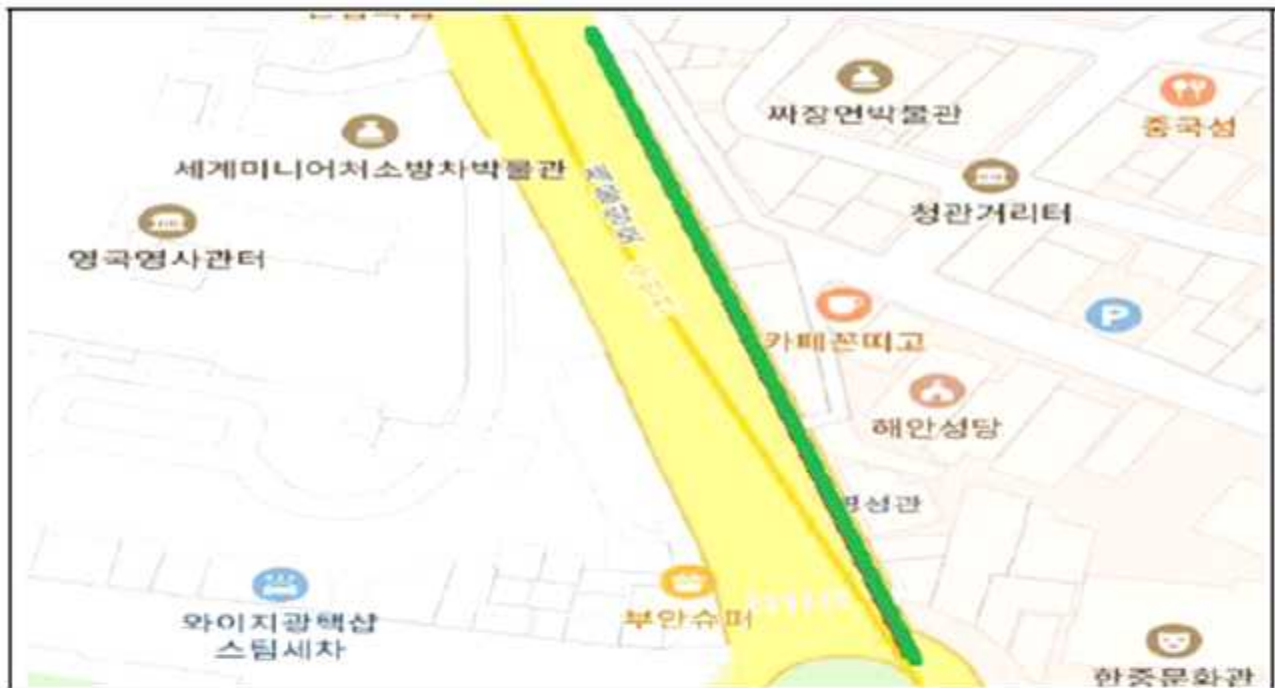 짜장면박물관
중국성
세계미니어처소방차박물관
청관거리터
영국영사관터
카페꼰띠고
해안성당
P
와이지광택샵
스팀세차
부안슈퍼
한중문화관